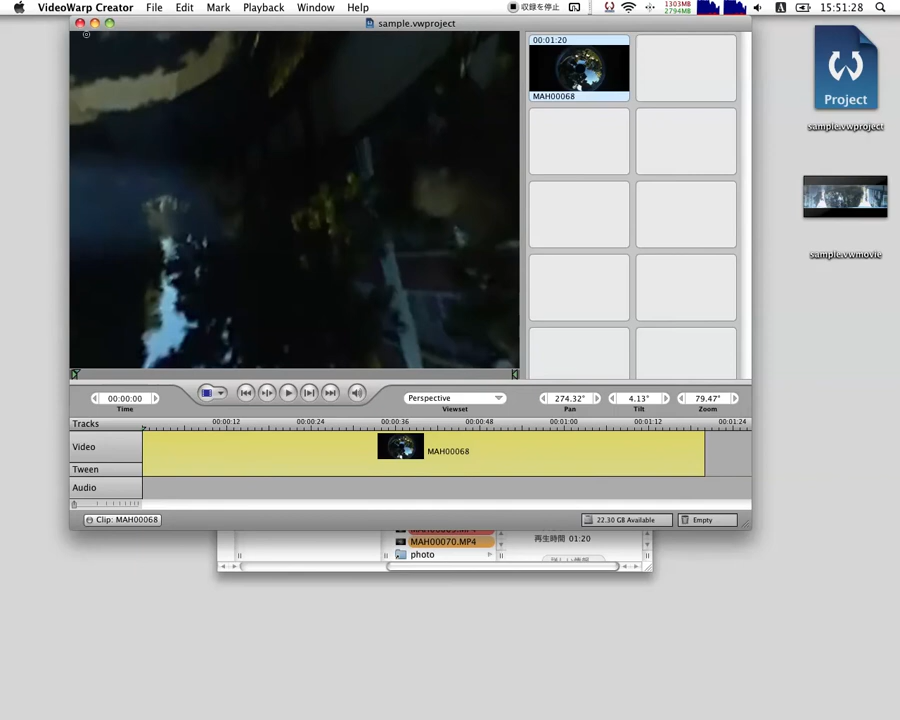 VideoWarp Creator File Edit Mark Playback Window Help 収録を停止 1303MB 2794MB A 15:51:28
sample.vwproject
00:01:20
MAH00068
Project
sample.vwproject
sample.vwmovie
00:00:00
Time
Perspective
Viewset
274.32°
Pan
4.13°
Tilt
79.47°
Zoom
Tracks 00:00:12 00:00:24 00:00:36 00:00:48 00:01:00 00:01:12 00:01:24
Video MAH00068
Tween
Audio
Clip: MAH00068 22.30 GB Available Empty
MAH00070.MP4 再生時間 01:20
photo